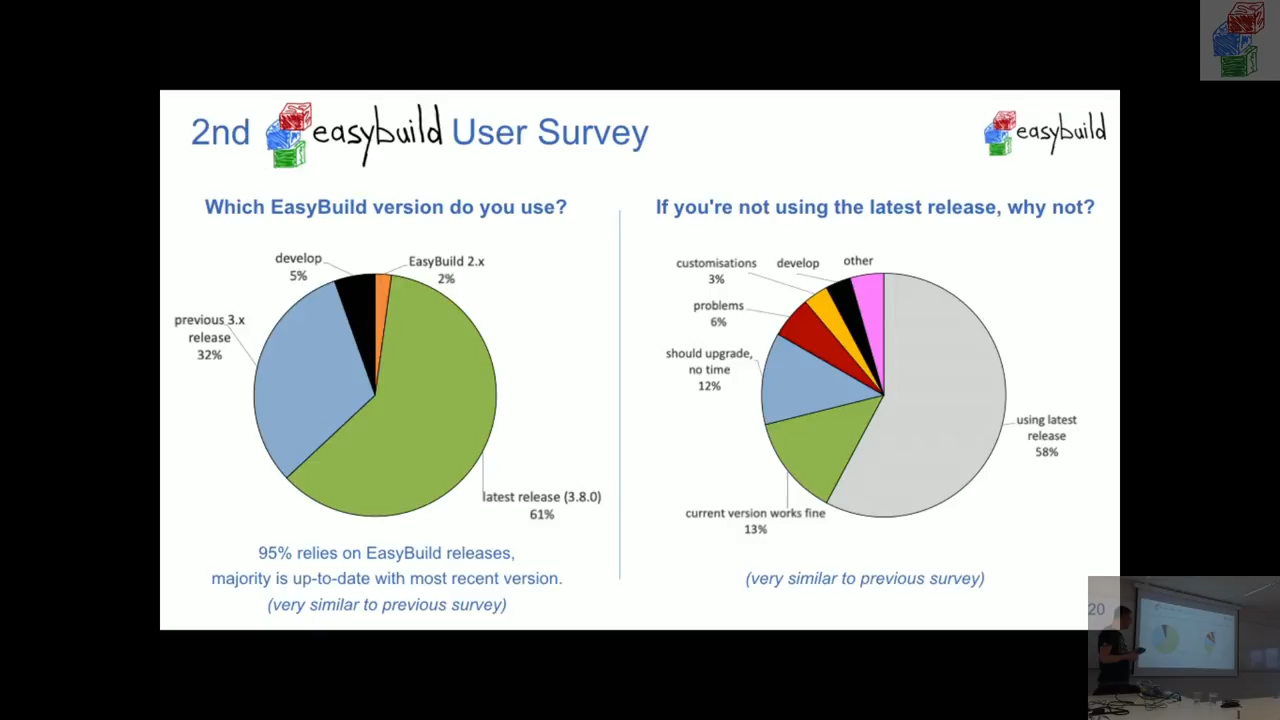 2nd easybuild User Survey
easybuild
Which EasyBuild version do you use?
develop
5%
EasyBuild 2.x
2%
previous 3.x
release
32%
latest release (3.8.0)
61%
95% relies on EasyBuild releases,
majority is up-to-date with most recent version.
(very similar to previous survey)
If you're not using the latest release, why not?
customisations
3%
develop
other
problems
6%
should upgrade,
no time
12%
using latest
release
58%
current version works fine
13%
(very similar to previous survey)
20